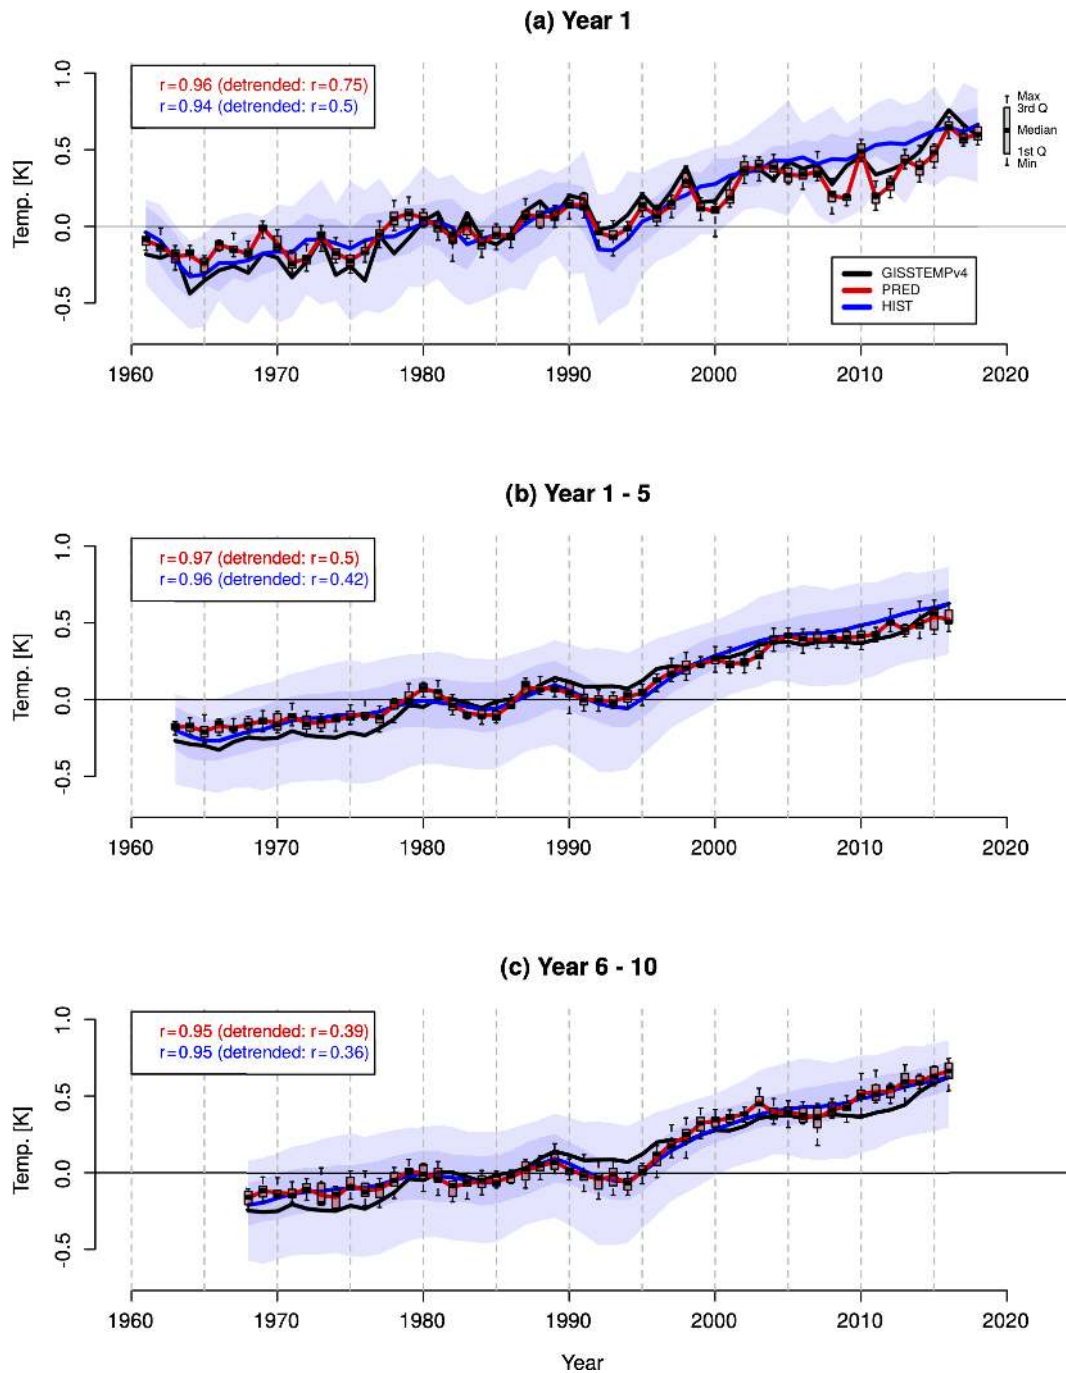 (a) Year 1
Temp. [K]
1.0
0.5
0.0
-0.5
r=0.96 (detrended: r=0.75)
r=0.94 (detrended: r=0.5)
Max
3rd Q
Median
1st Q
Min
GISSTEMPv4
PRED
HIST
1960 1970 1980 1990 2000 2010 2020
(b) Year 1 - 5
Temp. [K]
1.0
0.5
0.0
-0.5
r=0.97 (detrended: r=0.5)
r=0.96 (detrended: r=0.42)
1960 1970 1980 1990 2000 2010 2020
(c) Year 6 - 10
Temp. [K]
1.0
0.5
0.0
-0.5
r=0.95 (detrended: r=0.39)
r=0.95 (detrended: r=0.36)
1960 1970 1980 1990 2000 2010 2020
Year